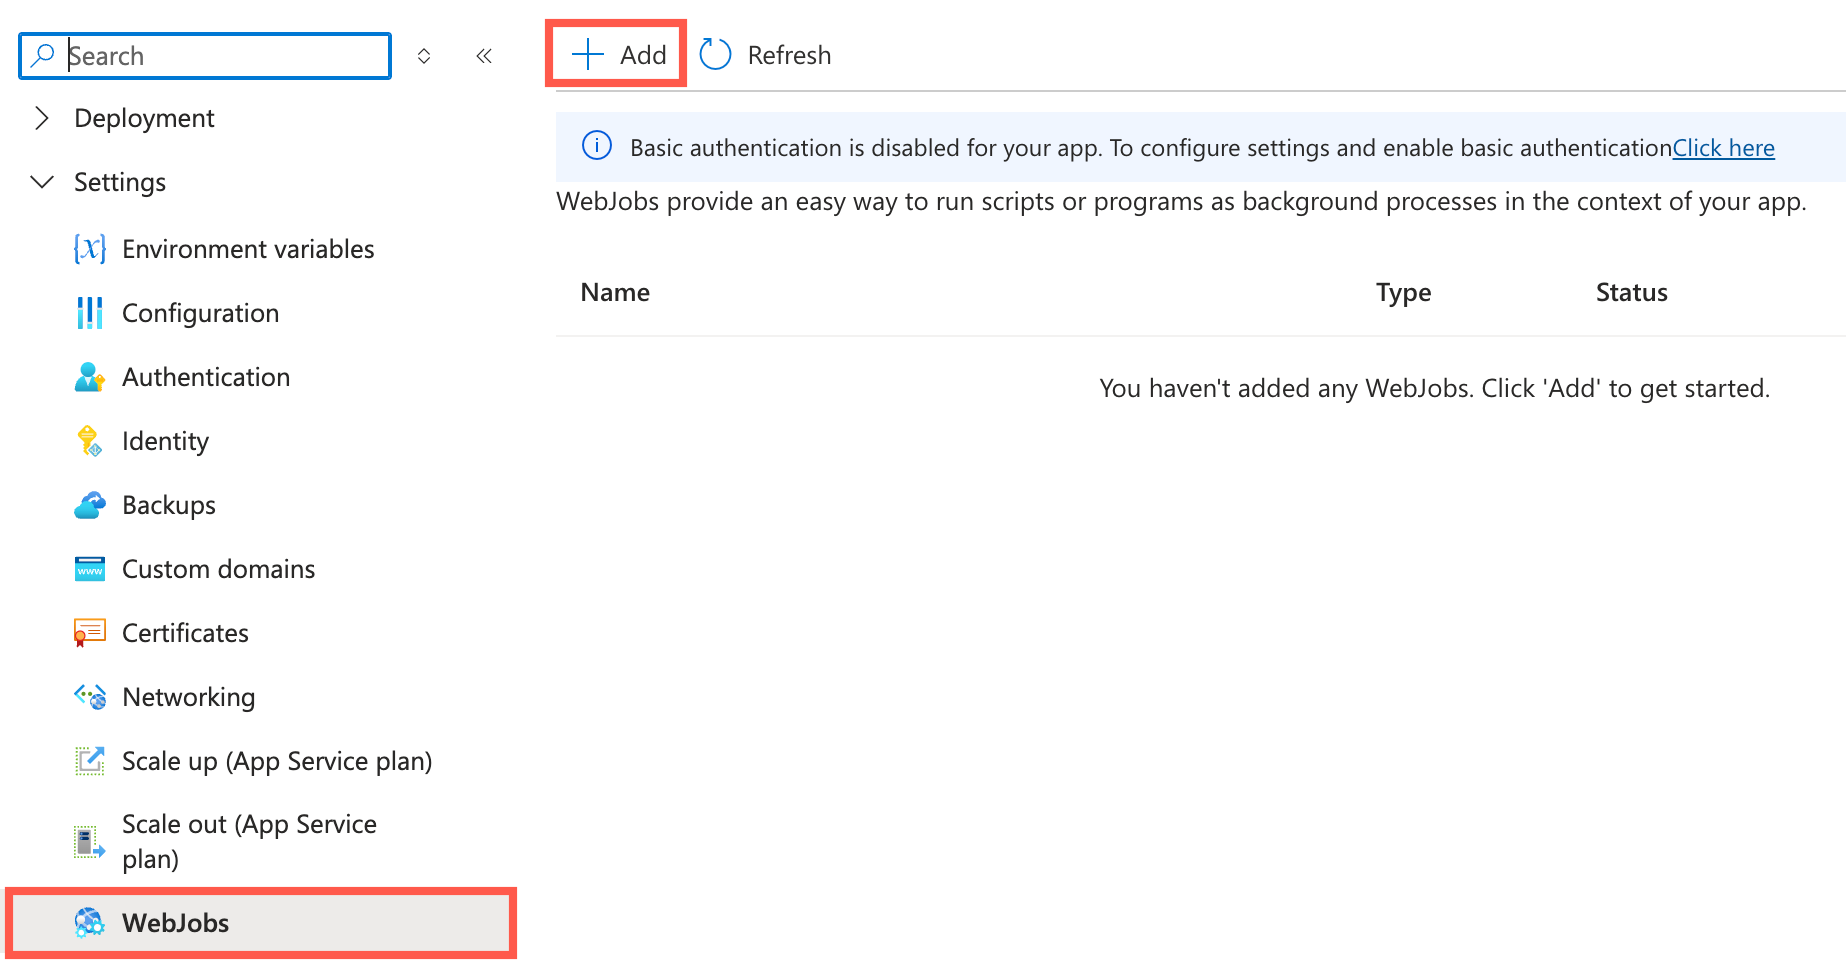 Search
Deployment
Settings
{x} Environment variables
Configuration
Authentication
Identity
Backups
www Custom domains
Certificates
Networking
Scale up (App Service plan)
Scale out (App Service
plan)
WebJobs
+ Add Refresh
i Basic authentication is disabled for your app. To configure settings and enable basic authenticationClick here
WebJobs provide an easy way to run scripts or programs as background processes in the context of your app.
Name Type Status
You haven't added any WebJobs. Click 'Add' to get started.